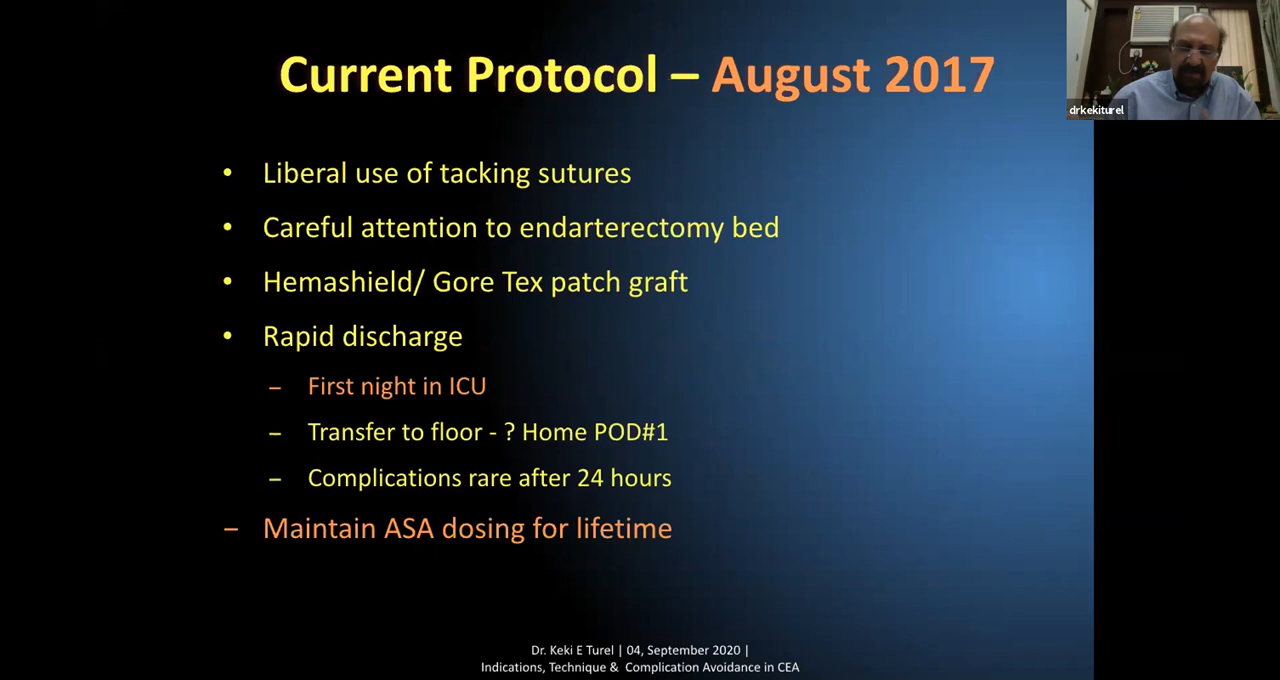 Current Protocol – August 2017
drkekiturel
• Liberal use of tacking sutures
• Careful attention to endarterectomy bed
• Hemashield/ Gore Tex patch graft
• Rapid discharge
– First night in ICU
– Transfer to floor - ? Home POD#1
– Complications rare after 24 hours
– Maintain ASA dosing for lifetime
Dr. Keki E Turel | 04, September 2020 |
Indications, Technique & Complication Avoidance in CEA